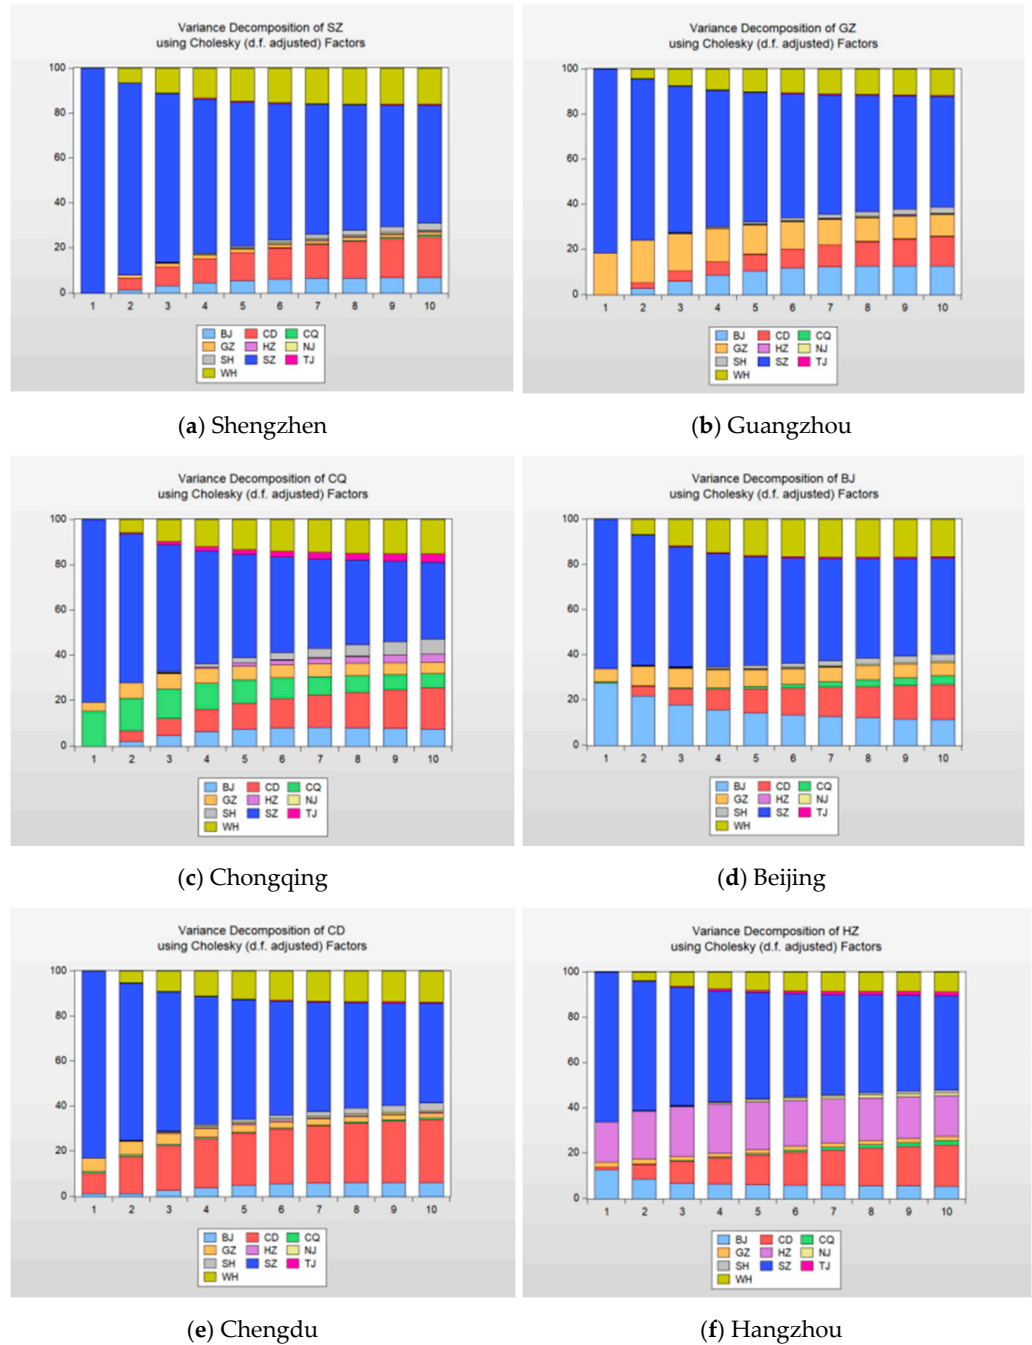 Variance Decomposition of SZ
using Cholesky (d.f. adjusted) Factors
100
80
60
40
20
0
1 2 3 4 5 6 7 8 9 10
BJ CD CQ
GZ HZ NJ
SH SZ TJ
WH
(a) Shengzhen
Variance Decomposition of GZ
using Cholesky (d.f. adjusted) Factors
100
80
60
40
20
0
1 2 3 4 5 6 7 8 9 10
BJ CD CQ
GZ HZ NJ
SH SZ TJ
WH
(b) Guangzhou
Variance Decomposition of CQ
using Cholesky (d.f. adjusted) Factors
100
80
60
40
20
0
1 2 3 4 5 6 7 8 9 10
BJ CD CQ
GZ HZ NJ
SH SZ TJ
WH
(c) Chongqing
Variance Decomposition of BJ
using Cholesky (d.f. adjusted) Factors
100
80
60
40
20
0
1 2 3 4 5 6 7 8 9 10
BJ CD CQ
GZ HZ NJ
SH SZ TJ
WH
(d) Beijing
Variance Decomposition of CD
using Cholesky (d.f. adjusted) Factors
100
80
60
40
20
0
1 2 3 4 5 6 7 8 9 10
BJ CD CQ
GZ HZ NJ
SH SZ TJ
WH
(e) Chengdu
Variance Decomposition of HZ
using Cholesky (d.f. adjusted) Factors
100
80
60
40
20
0
1 2 3 4 5 6 7 8 9 10
BJ CD CQ
GZ HZ NJ
SH SZ TJ
WH
(f) Hangzhou